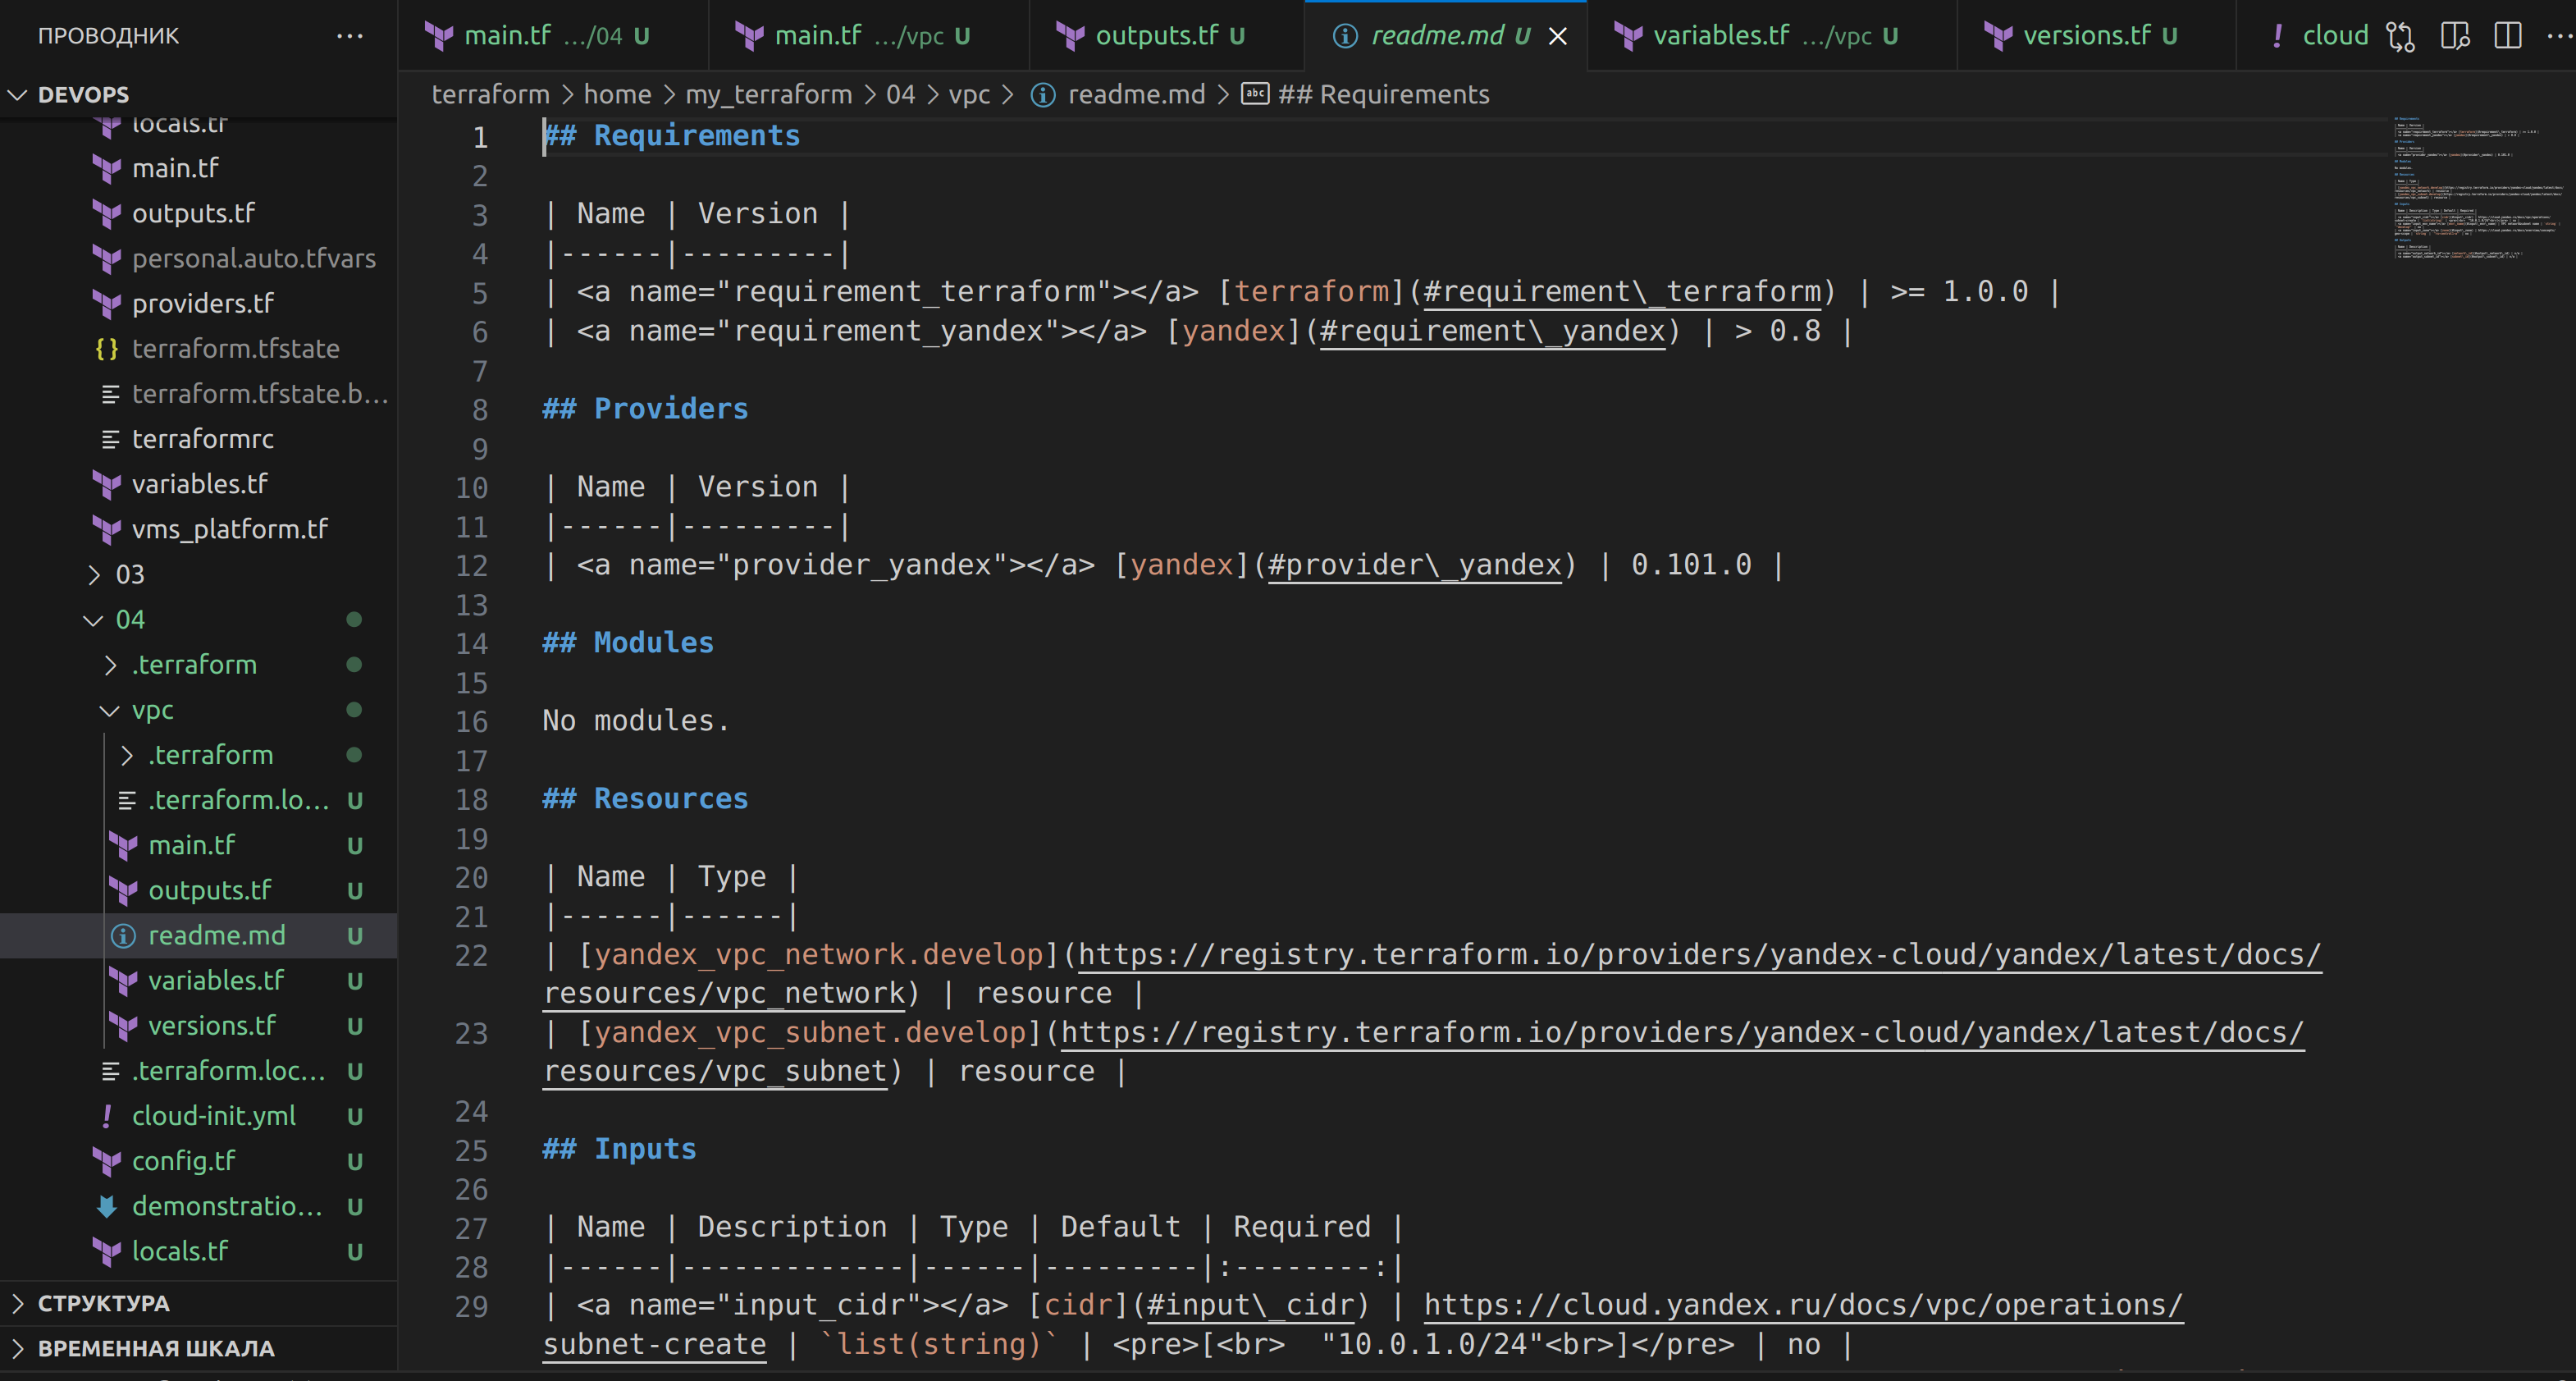 ПРОВОДНИК ...
main.tf .../04 U
main.tf .../vpc U
outputs.tf U
readme.md U
variables.tf .../vpc U
versions.tf U
! cloud
DEVOPS
locals.tf
main.tf
outputs.tf
personal.auto.tfvars
providers.tf
{} terraform.tfstate
terraform.tfstate.b...
terraformrc
variables.tf
vms_platform.tf
03
04
.terraform
vpc
.terraform
.terraform.lo... U
main.tf U
outputs.tf U
readme.md U
variables.tf U
versions.tf U
.terraform.loc... U
! cloud-init.yml U
config.tf U
demonstratio... U
locals.tf U
СТРУКТУРА
ВРЕМЕННАЯ ШКАЛА
terraform > home > my_terraform > 04 > vpc > readme.md > abc ## Requirements
1 ## Requirements
2
3 | Name | Version |
4 |------|---------|
5 | <a name="requirement_terraform"></a> [terraform](#requirement\_terraform) | >= 1.0.0 |
6 | <a name="requirement_yandex"></a> [yandex](#requirement\_yandex) | > 0.8 |
7
8 ## Providers
9
10 | Name | Version |
11 |------|---------|
12 | <a name="provider_yandex"></a> [yandex](#provider\_yandex) | 0.101.0 |
13
14 ## Modules
15
16 No modules.
17
18 ## Resources
19
20 | Name | Type |
21 |------|------|
22 | [yandex_vpc_network.develop](https://registry.terraform.io/providers/yandex-cloud/yandex/latest/docs/
resources/vpc_network) | resource |
23 | [yandex_vpc_subnet.develop](https://registry.terraform.io/providers/yandex-cloud/yandex/latest/docs/
resources/vpc_subnet) | resource |
24
25 ## Inputs
26
27 | Name | Description | Type | Default | Required |
28 |------|-------------|------|---------|:--------:|
29 | <a name="input_cidr"></a> [cidr](#input\_cidr) | https://cloud.yandex.ru/docs/vpc/operations/
subnet-create | `list(string)` | <pre>[<br>  "10.0.1.0/24"<br>]</pre> | no |